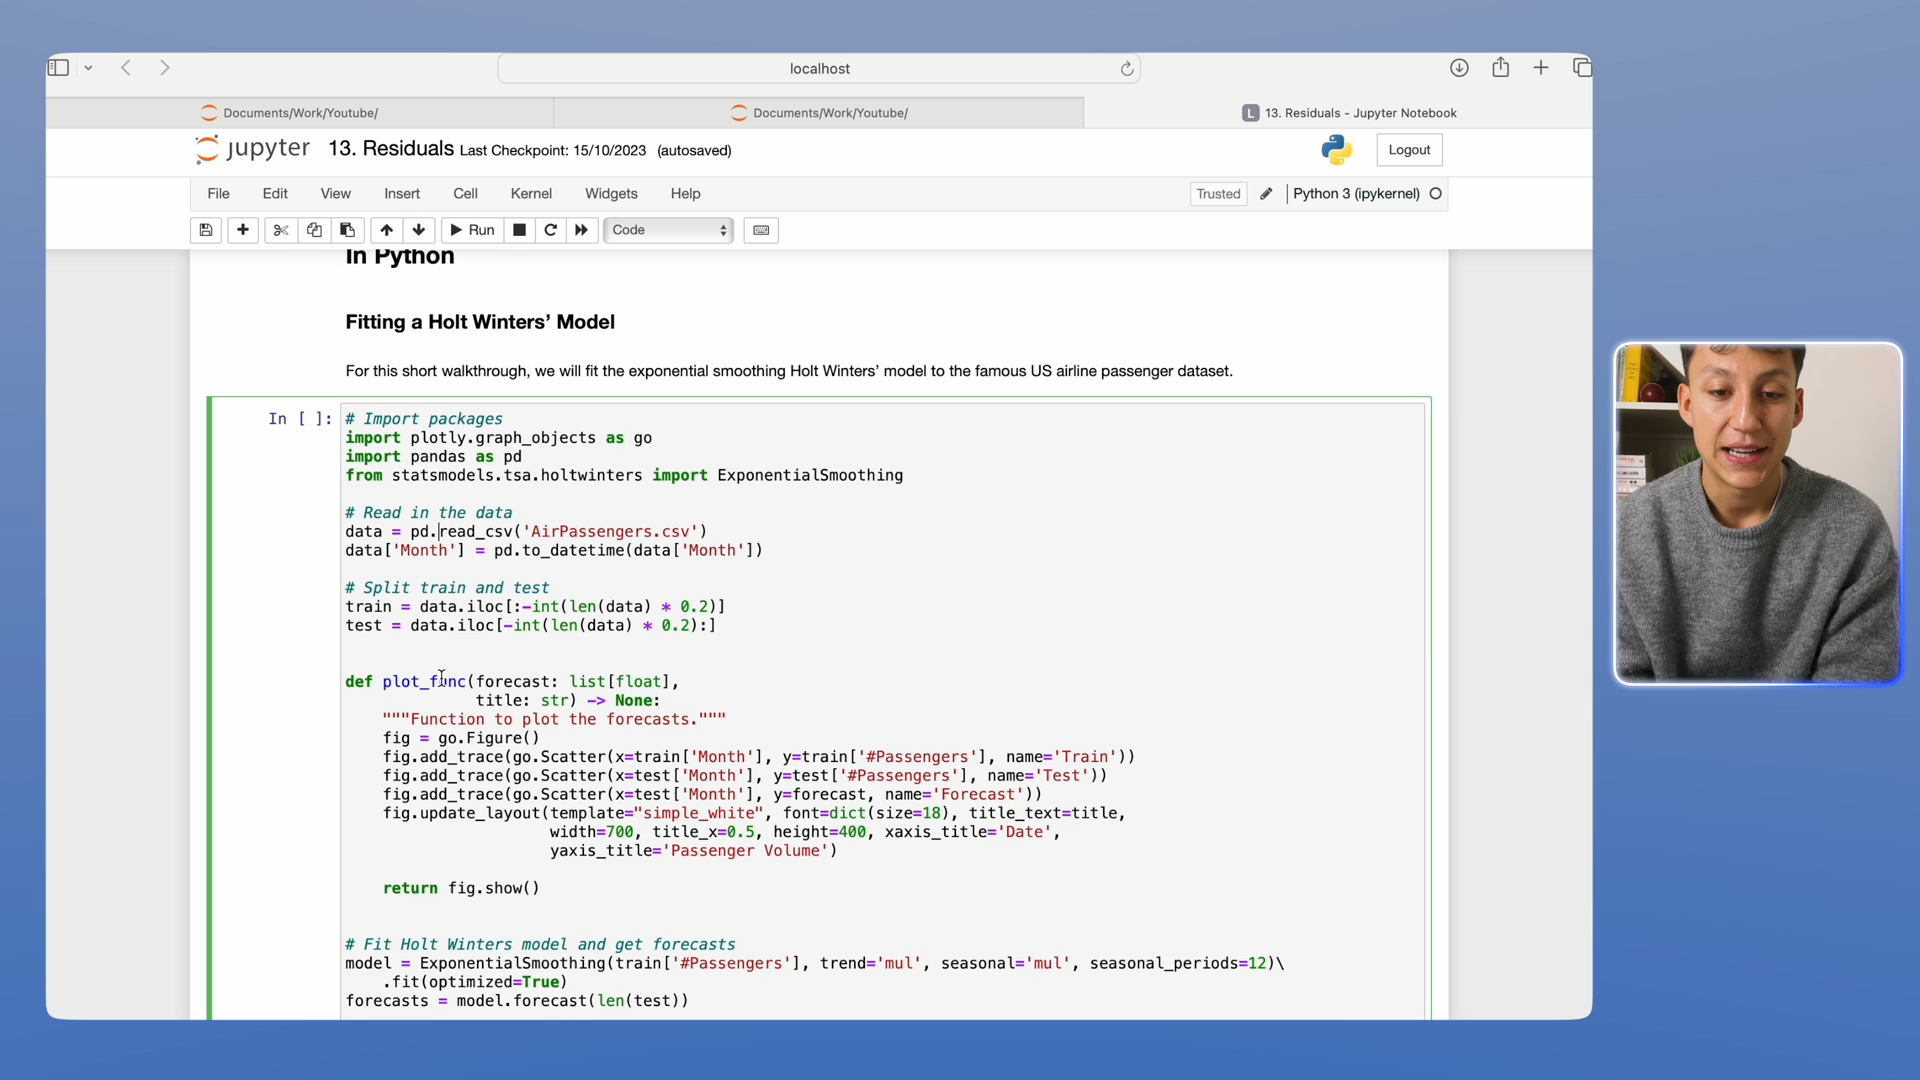 localhost
Documents/Work/Youtube/
Documents/Work/Youtube/
L 13. Residuals - Jupyter Notebook
jupyter 13. Residuals Last Checkpoint: 15/10/2023 (autosaved)
Logout
File Edit View Insert Cell Kernel Widgets Help
Trusted Python 3 (ipykernel)
Run Code
In Python
Fitting a Holt Winters’ Model
For this short walkthrough, we will fit the exponential smoothing Holt Winters’ model to the famous US airline passenger dataset.
In [ ]: # Import packages
import plotly.graph_objects as go
import pandas as pd
from statsmodels.tsa.holtwinters import ExponentialSmoothing
# Read in the data
data = pd.read_csv('AirPassengers.csv')
data['Month'] = pd.to_datetime(data['Month'])
# Split train and test
train = data.iloc[:-int(len(data) * 0.2)]
test = data.iloc[-int(len(data) * 0.2):]
def plot_func(forecast: list[float],
title: str) -> None:
"""Function to plot the forecasts."""
fig = go.Figure()
fig.add_trace(go.Scatter(x=train['Month'], y=train['#Passengers'], name='Train'))
fig.add_trace(go.Scatter(x=test['Month'], y=test['#Passengers'], name='Test'))
fig.add_trace(go.Scatter(x=test['Month'], y=forecast, name='Forecast'))
fig.update_layout(template="simple_white", font=dict(size=18), title_text=title,
width=700, title_x=0.5, height=400, xaxis_title='Date',
yaxis_title='Passenger Volume')
return fig.show()
# Fit Holt Winters model and get forecasts
model = ExponentialSmoothing(train['#Passengers'], trend='mul', seasonal='mul', seasonal_periods=12)\
.fit(optimized=True)
forecasts = model.forecast(len(test))